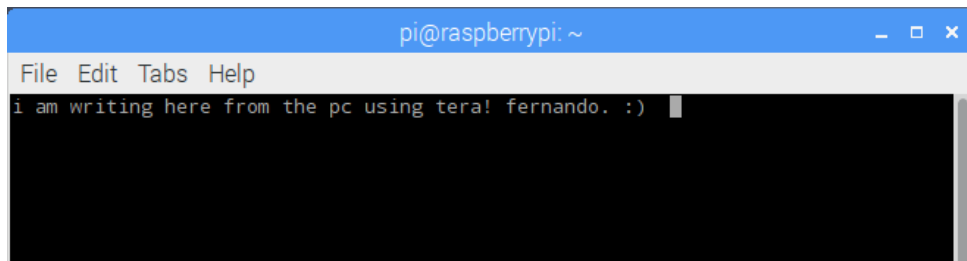 pi@raspberrypi: ~
File Edit Tabs Help
i am writing here from the pc using tera! fernando. :)